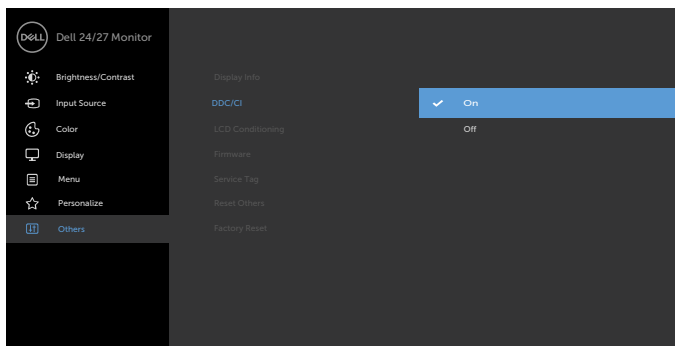 DELL Dell 24/27 Monitor
Brightness/Contrast
Input Source
Color
Display
Menu
Personalize
Others
Display Info
DDC/CI
LCD Conditioning
Firmware
Service Tag
Reset Others
Factory Reset
On
Off